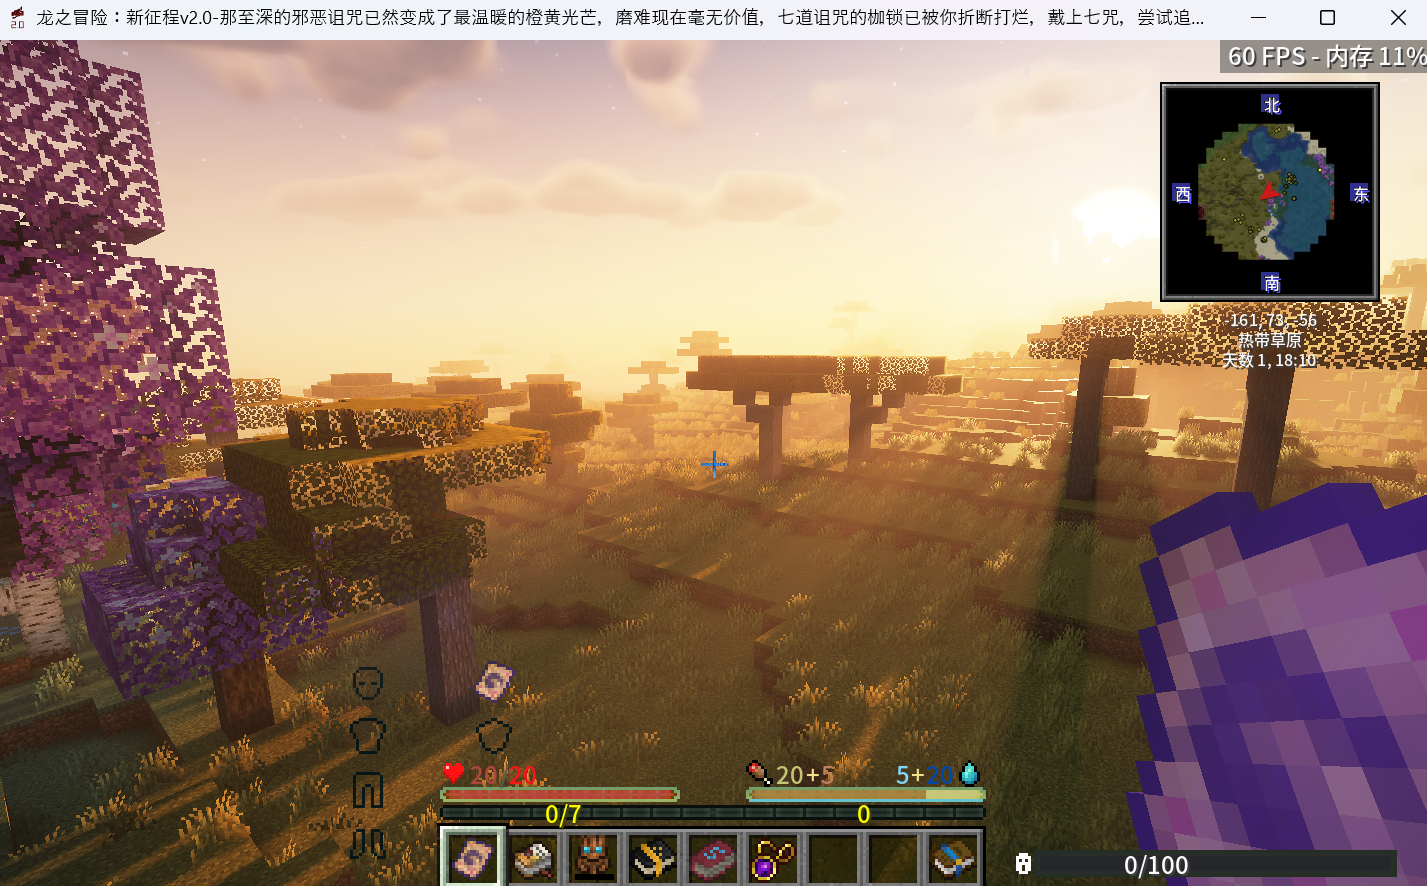 龙之冒险：新征程v2.0-那至深的邪恶诅咒已然变成了最温暖的橙黄光芒, 磨难现在毫无价值, 七道诅咒的枷锁已被你折断打烂, 戴上七咒, 尝试追...
60 FPS - 内存 11%
北
西
东
南
-161, 73, -56
热带草原
天数 1, 18:10
20/20
20+5
5+20
0/7
0
0/100